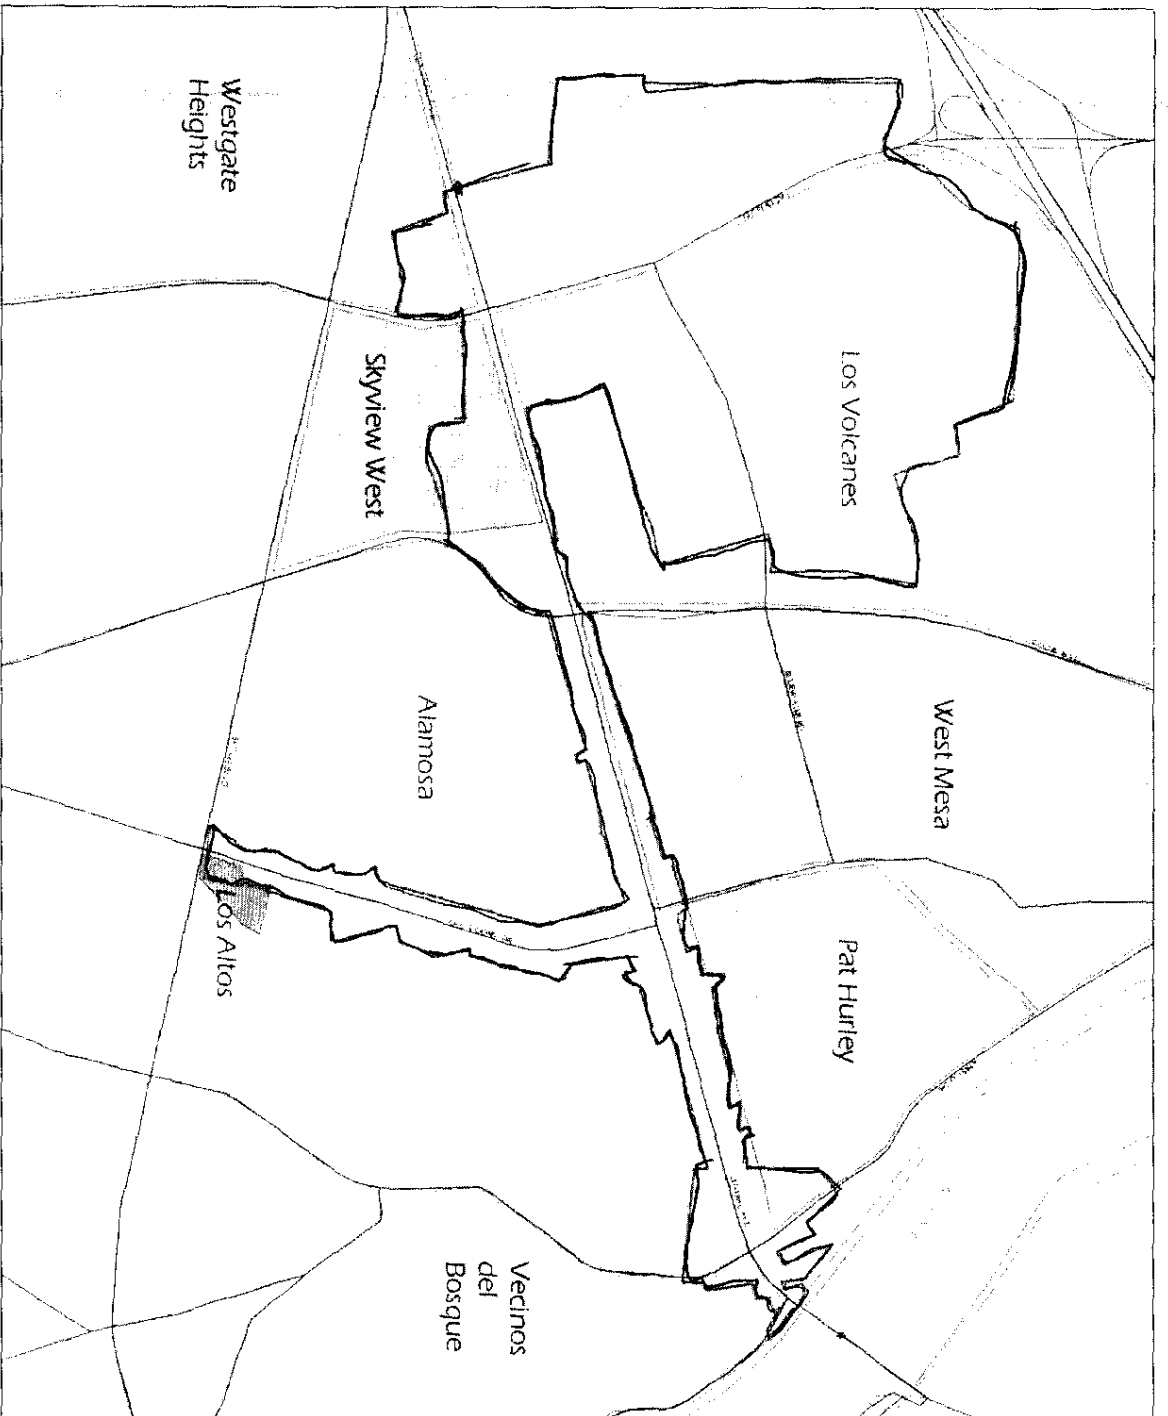 Westgate
Heights
Los Volcanes
Skyview West
West Mesa
Alamosa
Pat Hurley
Los Altos
Vecinos
del
Bosque